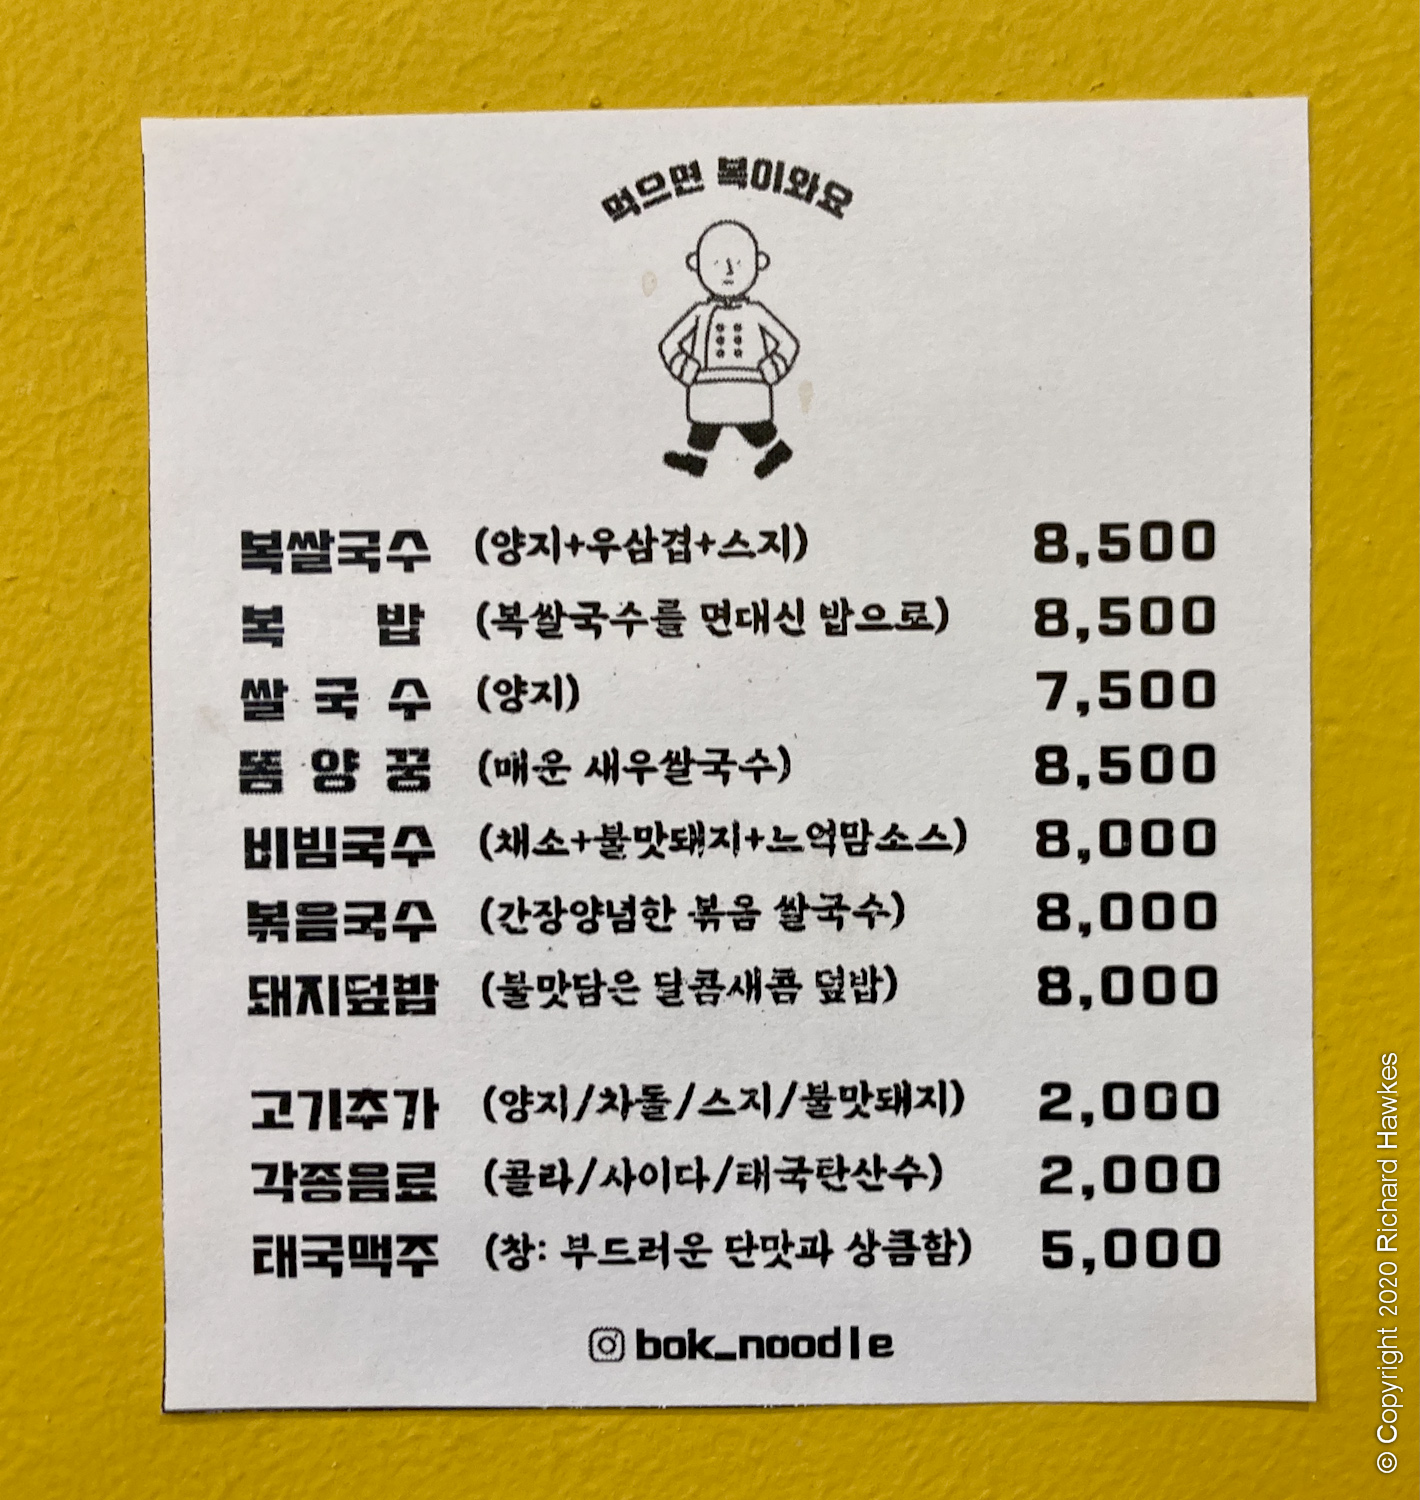 먹으면 복이와요
복쌀국수 (양지+우삼겹+스지) 8,500
복 밥 (복쌀국수를 면대신 밥으로) 8,500
쌀 국 수 (양지) 7,500
똠 양 꿍 (매운 새우쌀국수) 8,500
비빔국수 (채소+불맛돼지+느억맘소스) 8,000
볶음국수 (간장양념한 볶음 쌀국수) 8,000
돼지덮밥 (불맛담은 달콤새콤 덮밥) 8,000
고기추가 (양지/차돌/스지/불맛돼지) 2,000
각종음료 (콜라/사이다/태국탄산수) 2,000
태국맥주 (창: 부드러운 단맛과 상큼함) 5,000
bok_noodle
© Copyright 2020 Richard Hawkes